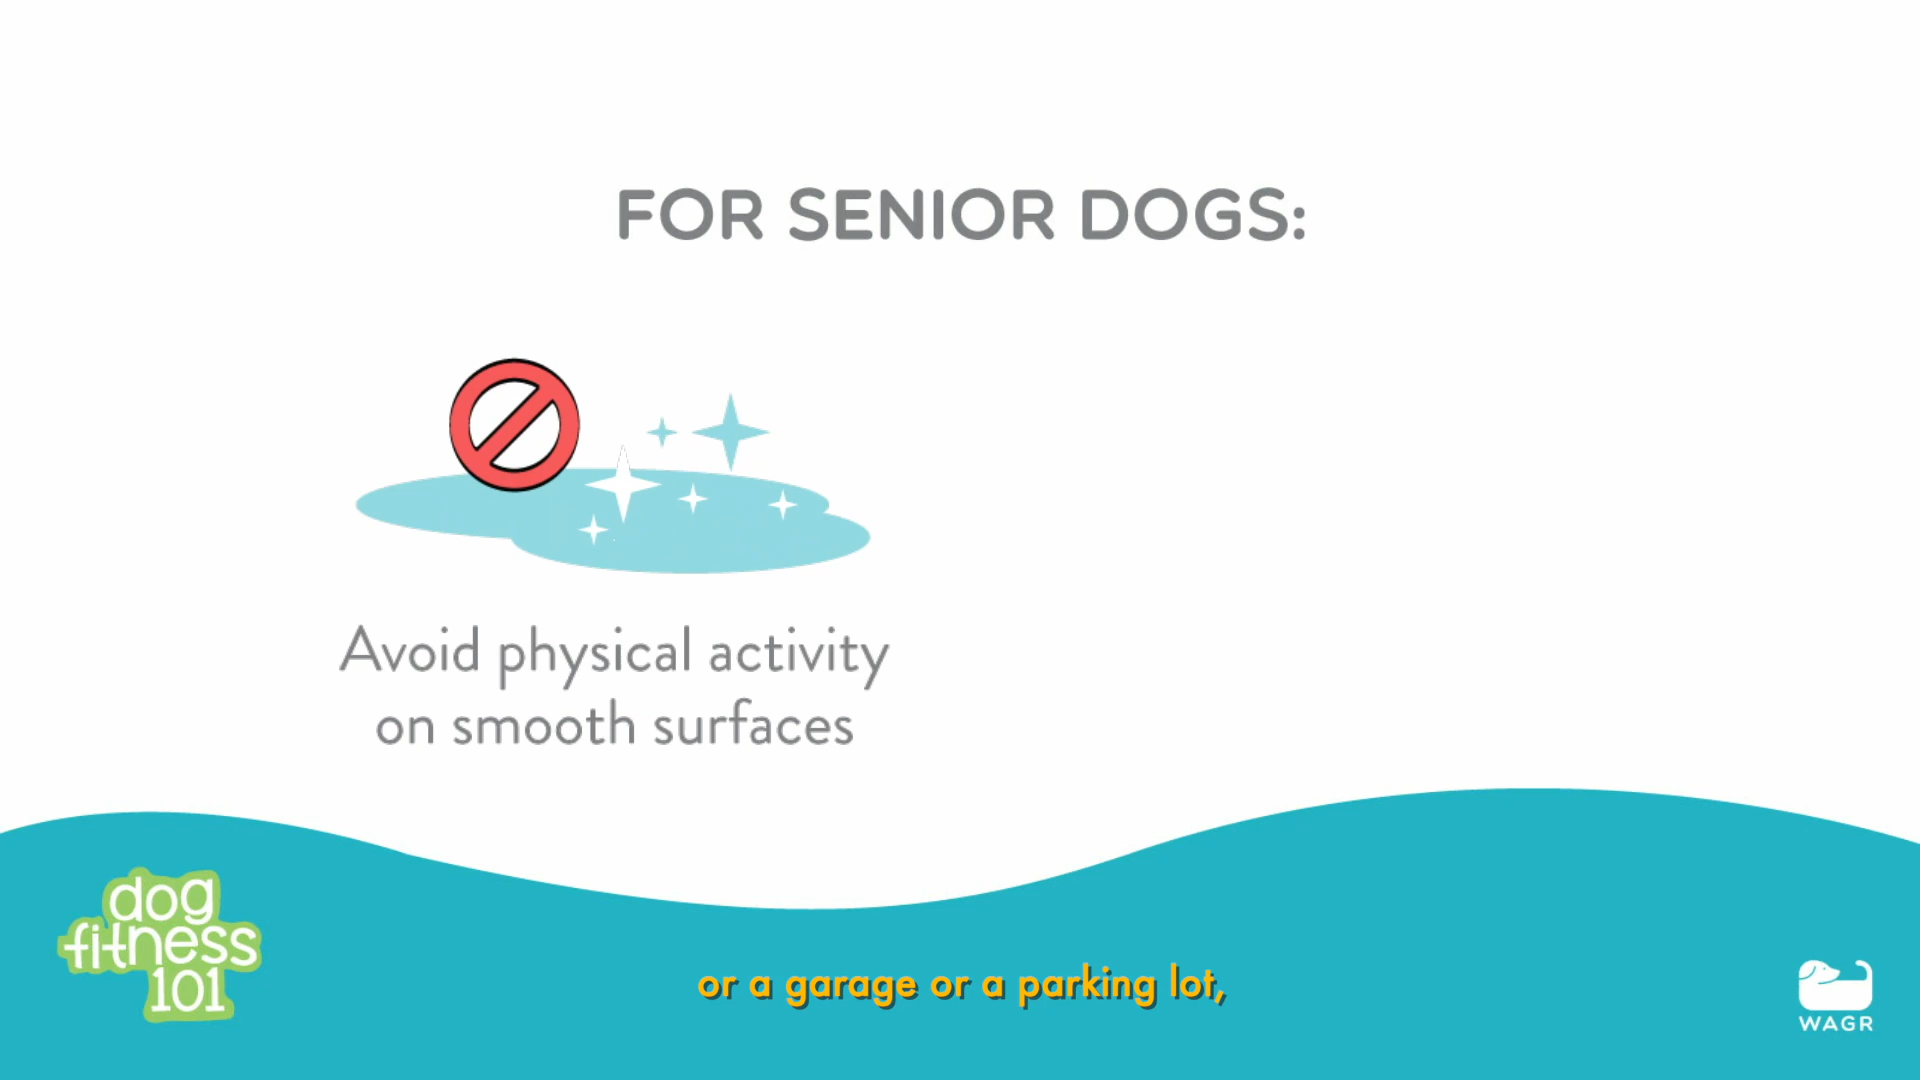 FOR SENIOR DOGS:
Avoid physical activity
on smooth surfaces
dog
fitness
101
or a garage or a parking lot,
WAGR